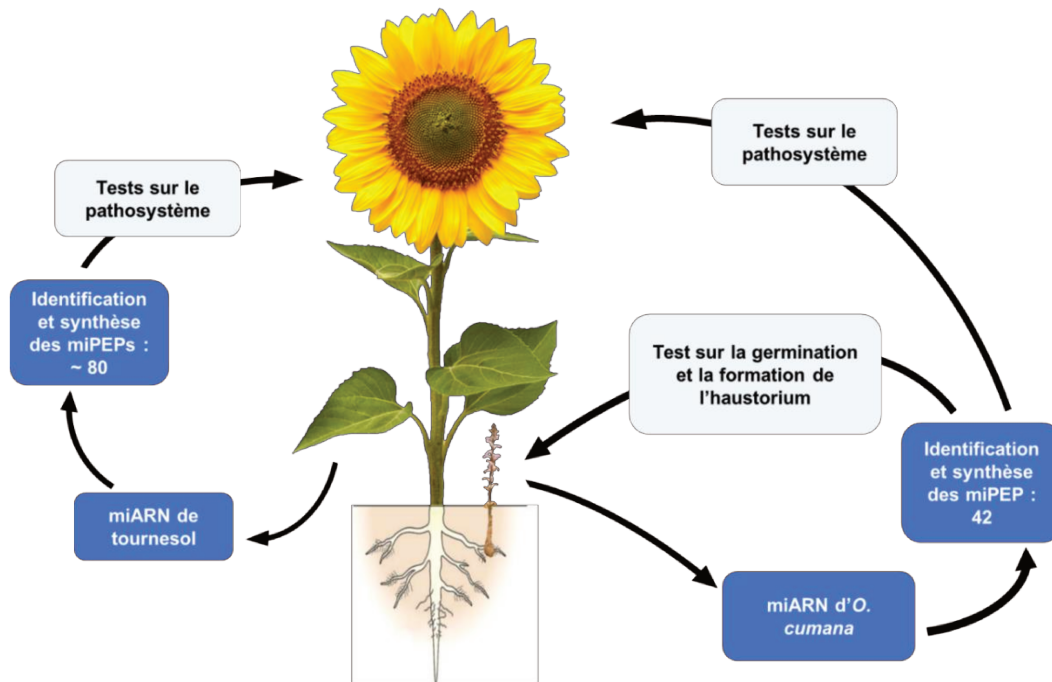 Tests sur le
pathosystème
Identification
et synthèse
des miPEPs :
~ 80
miARN de
tournesol
Tests sur le
pathosystème
Test sur la germination
et la formation de
l'haustorium
Identification
et synthèse
des miPEP :
42
miARN d'O.
cumana